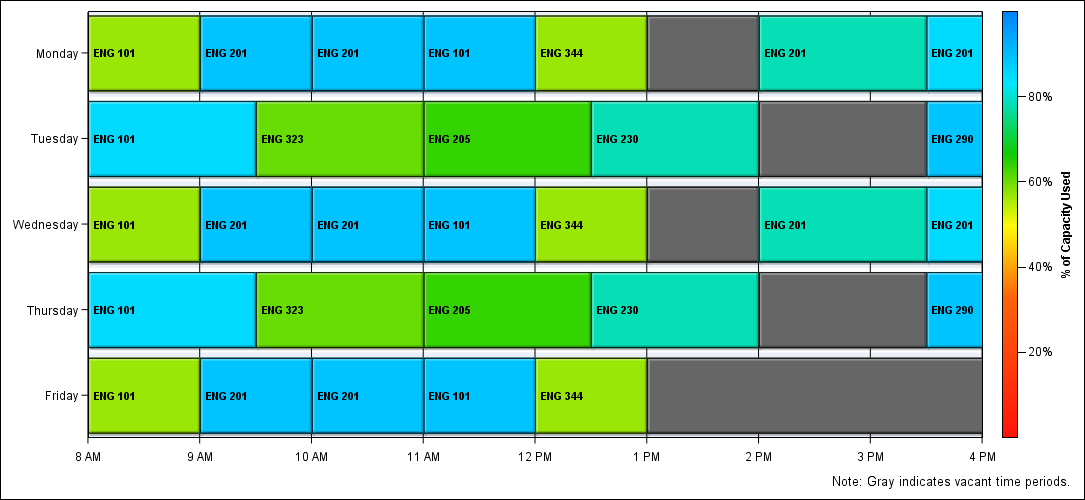 Monday
ENG 101 ENG 201 ENG 201 ENG 101 ENG 344 ENG 201 ENG 201
Tuesday
ENG 101 ENG 323 ENG 205 ENG 230 ENG 290
Wednesday
ENG 101 ENG 201 ENG 201 ENG 101 ENG 344 ENG 201 ENG 201
Thursday
ENG 101 ENG 323 ENG 205 ENG 230 ENG 290
Friday
ENG 101 ENG 201 ENG 201 ENG 101 ENG 344
8 AM 9 AM 10 AM 11 AM 12 PM 1 PM 2 PM 3 PM 4 PM
80%
60%
40%
20%
% of Capacity Used
Note: Gray indicates vacant time periods.